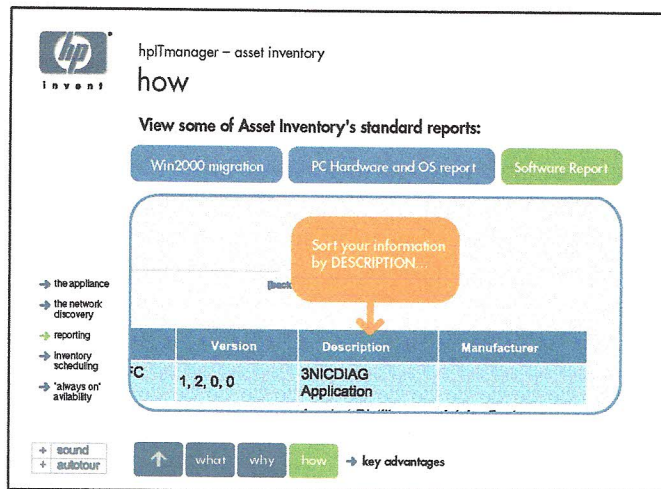 hp
invent
hpITmanager – asset inventory
how
View some of Asset Inventory's standard reports:
Win2000 migration
PC Hardware and OS report
Software Report
Sort your information
by DESCRIPTION...
[back
Version
Description
Manufacturer
FC
1, 2, 0, 0
3NICDIAG
Application
the appliance
the network
discovery
reporting
inventory
scheduling
'always on'
avilability
+ sound
+ autotour
what
why
how
key advantages